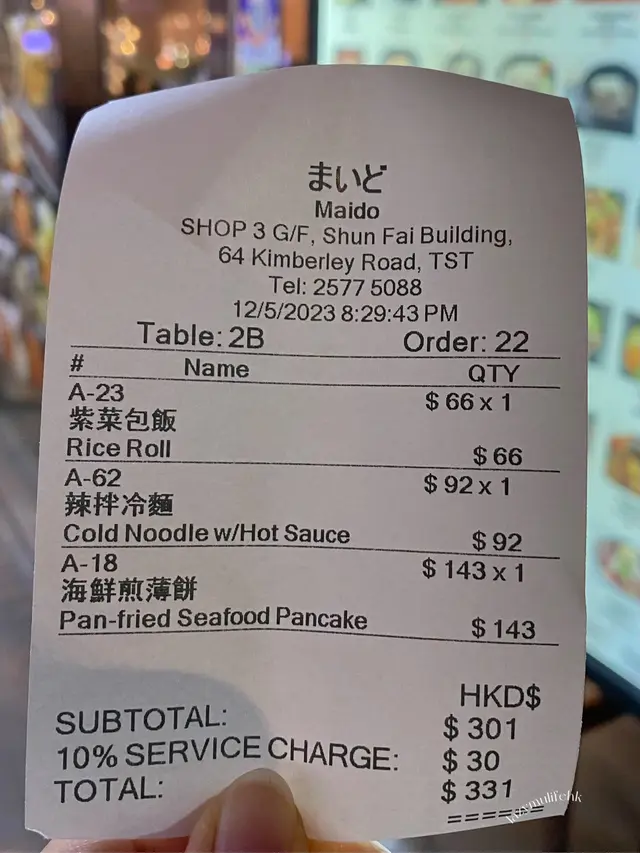 まいど
Maido
SHOP 3 G/F, Shun Fai Building,
64 Kimberley Road, TST
Tel: 2577 5088
12/5/2023 8:29:43 PM
Table: 2B Order: 22
# Name QTY
A-23 $ 66 x 1
紫菜包飯
Rice Roll $ 66
A-62 $ 92 x 1
辣拌冷麵
Cold Noodle w/Hot Sauce $ 92
A-18 $ 143 x 1
海鮮煎薄餅
Pan-fried Seafood Pancake $ 143
HKD$
SUBTOTAL: $ 301
10% SERVICE CHARGE: $ 30
TOTAL: $ 331
======